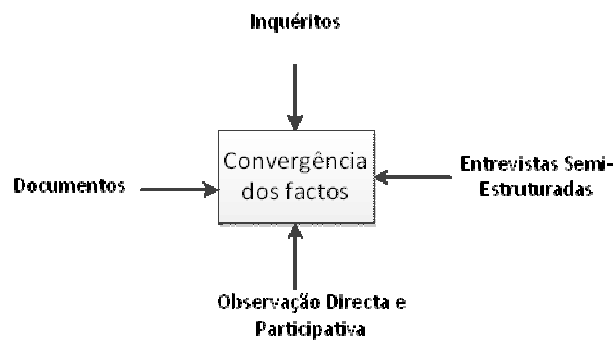 Inquéritos
Convergência
dos factos
Documentos
Entrevistas Semi-
Estruturadas
Observação Directa e
Participativa